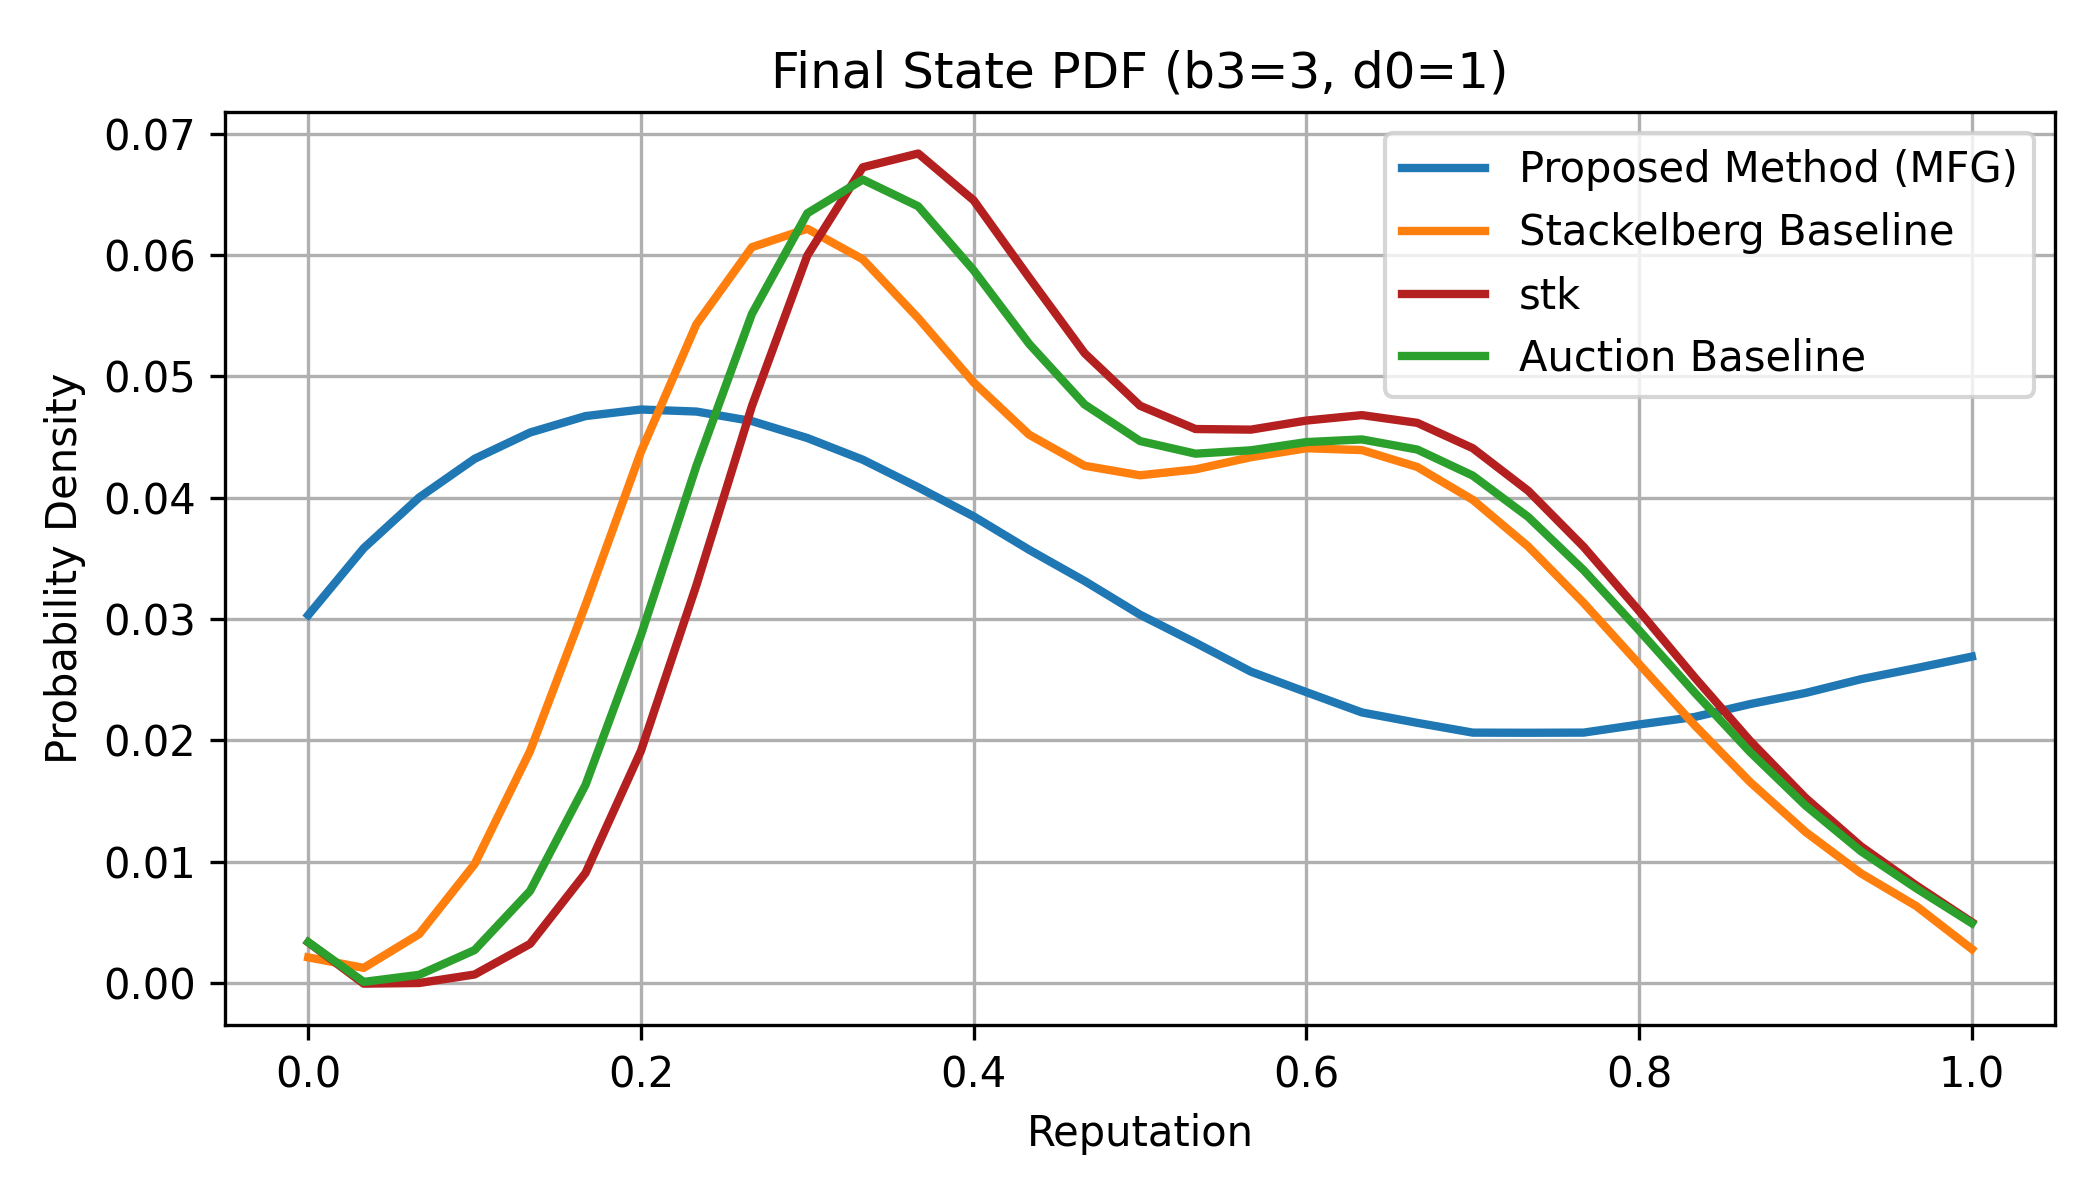 Final State PDF (b3=3, d0=1)
Proposed Method (MFG)
Stackelberg Baseline
stk
Auction Baseline
Probability Density
0.07
0.06
0.05
0.04
0.03
0.02
0.01
0.00
0.0 0.2 0.4 0.6 0.8 1.0
Reputation